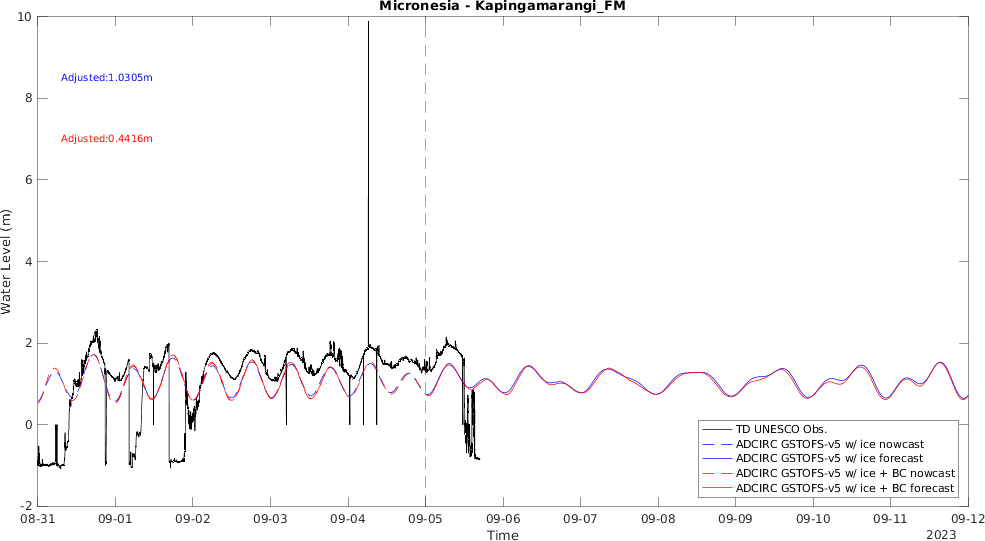 Micronesia - Kapingamarangi_FM
10
8
6
4
2
0
-2
Water Level (m)
Adjusted:1.0305m
Adjusted:0.4416m
TD UNESCO Obs.
ADCIRC GSTOFS-v5 w/ ice nowcast
ADCIRC GSTOFS-v5 w/ ice forecast
ADCIRC GSTOFS-v5 w/ ice + BC nowcast
ADCIRC GSTOFS-v5 w/ ice + BC forecast
08-31 09-01 09-02 09-03 09-04 09-05 09-06 09-07 09-08 09-09 09-10 09-11 09-12
Time
2023